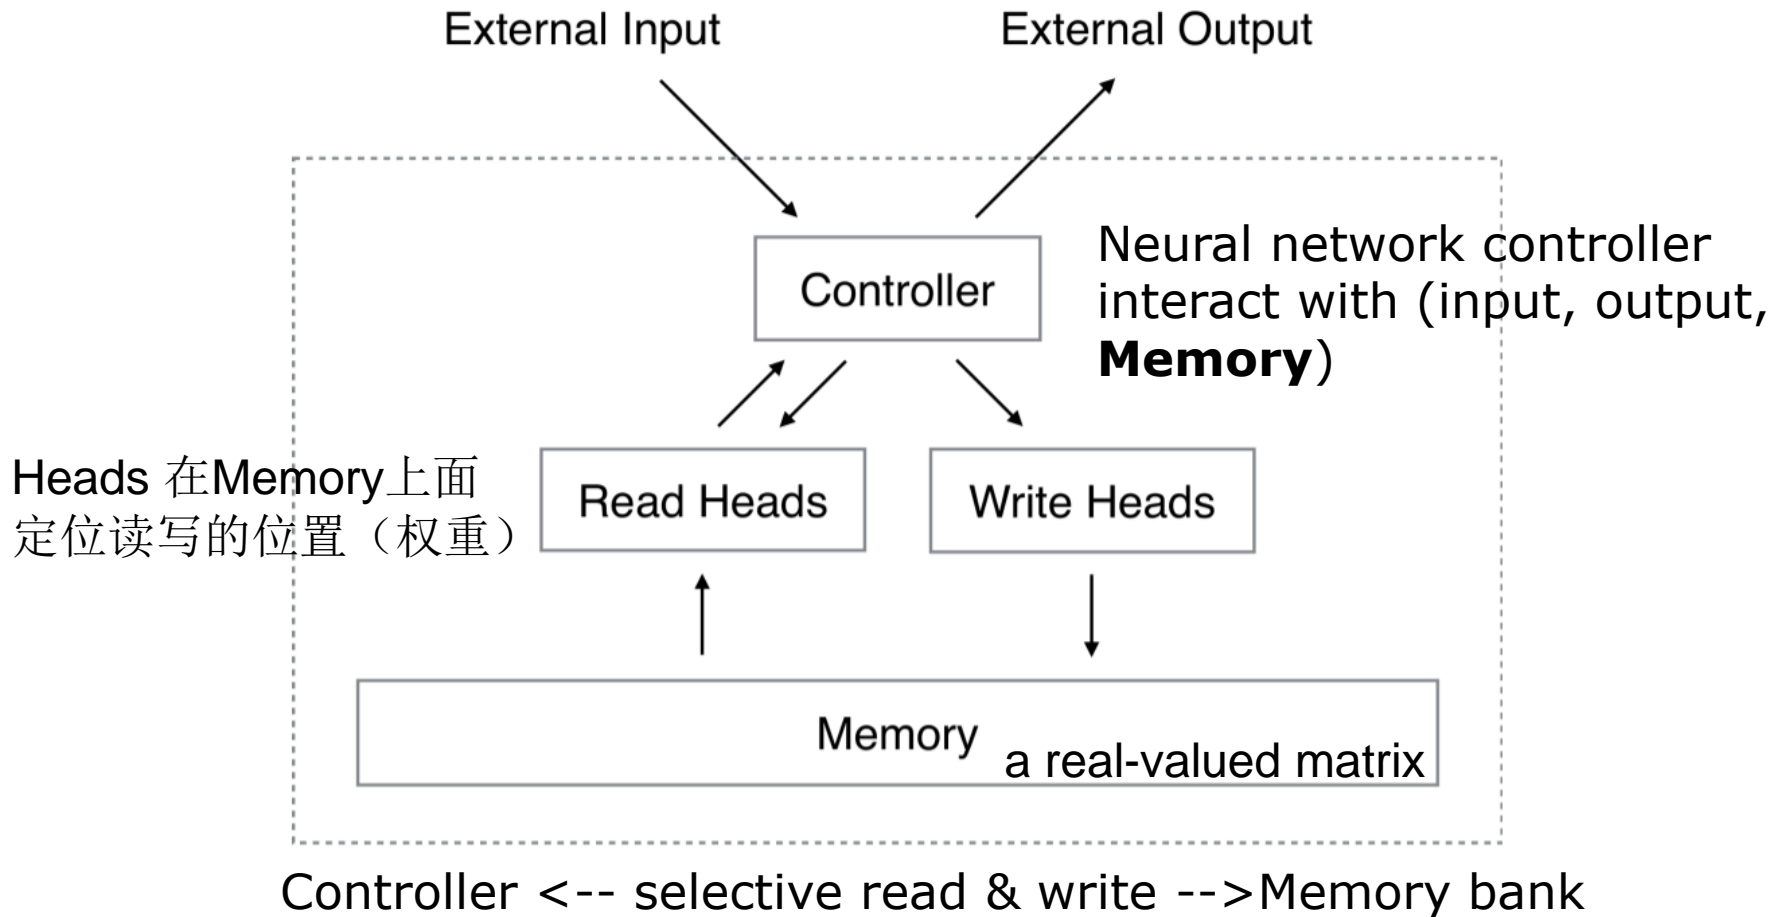 External Input
External Output
Controller
Neural network controller
interact with (input, output,
Memory)
Heads 在Memory上面
定位读写的位置（权重）
Read Heads
Write Heads
Memory
a real-valued matrix
Controller <-- selective read & write -->Memory bank